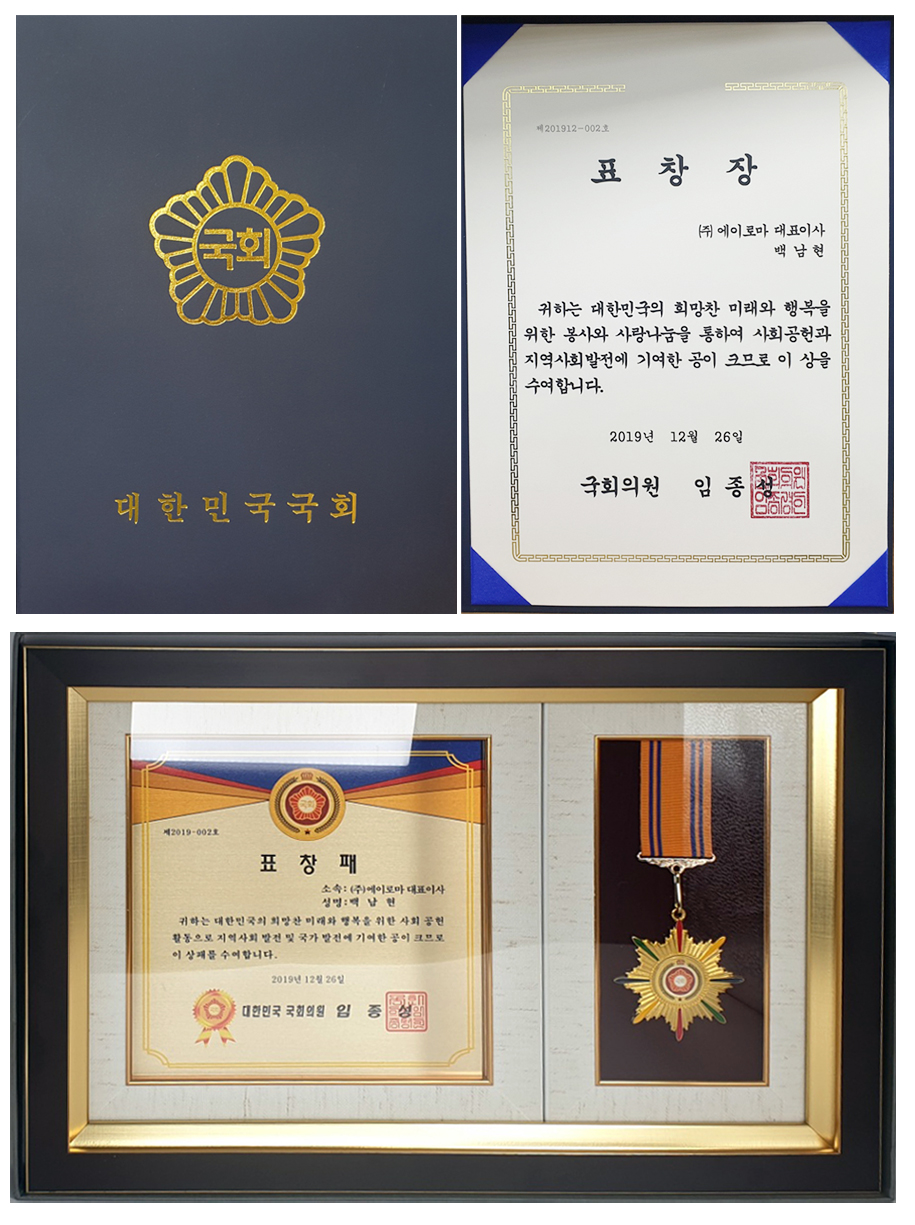 국회
대한민국국회
제201912-002호
표 창 장
㈜ 에이로마 대표이사
백 남 현
귀하는 대한민국의 희망찬 미래와 행복을
위한 봉사와 사랑나눔을 통하여 사회공헌과
지역사회발전에 기여한 공이 크므로 이 상을
수여합니다.
2019년 12월 26일
국회의원 임 종 성
국회
제2019-002호
표 창 패
소속: (주)에이로마 대표이사
성명: 백 남 현
귀하는 대한민국의 희망찬 미래와 행복을 위한 사회 공헌
활동으로 지역사회 발전 및 국가 발전에 기여한 공이 크므로
이 상패를 수여합니다.
2019년 12월 26일
대한민국 국회의원 임 종 성